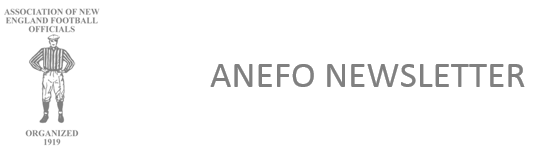 ASSOCIATION OF NEW
ENGLAND FOOTBALL
OFFICIALS
ANEFO NEWSLETTER
ORGANIZED
1919